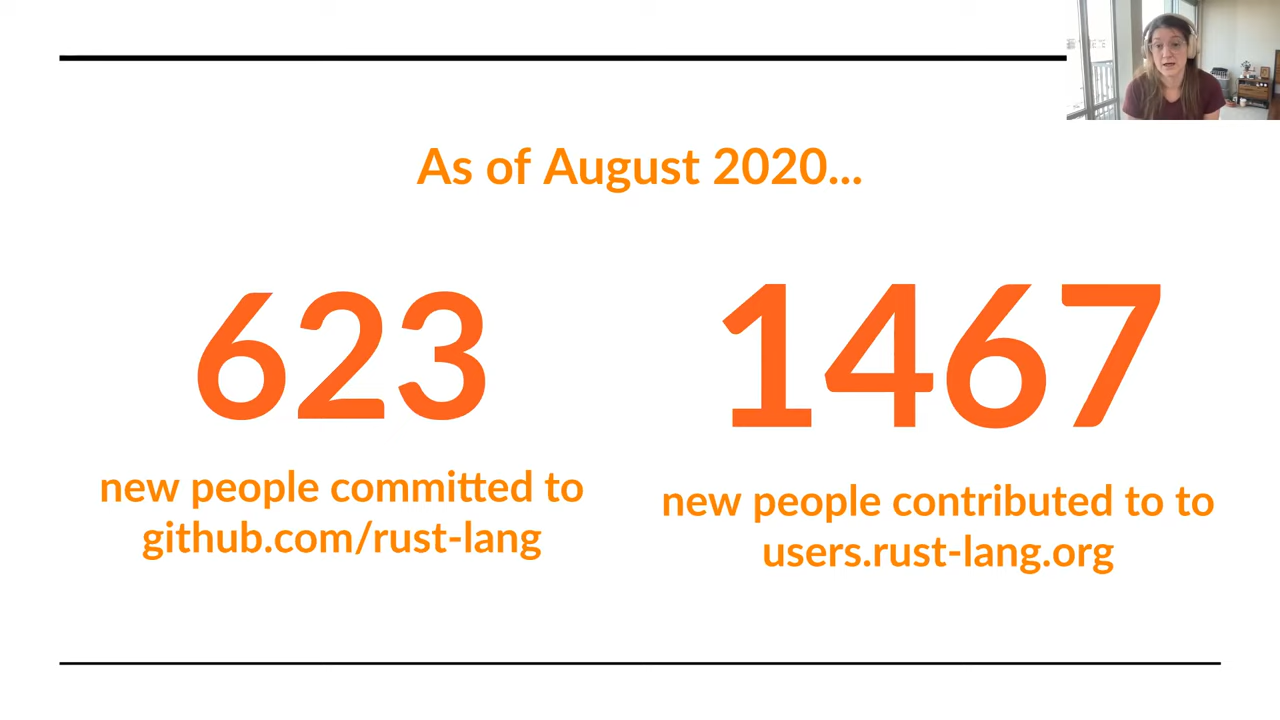 As of August 2020...
623
new people committed to
github.com/rust-lang
1467
new people contributed to to
users.rust-lang.org